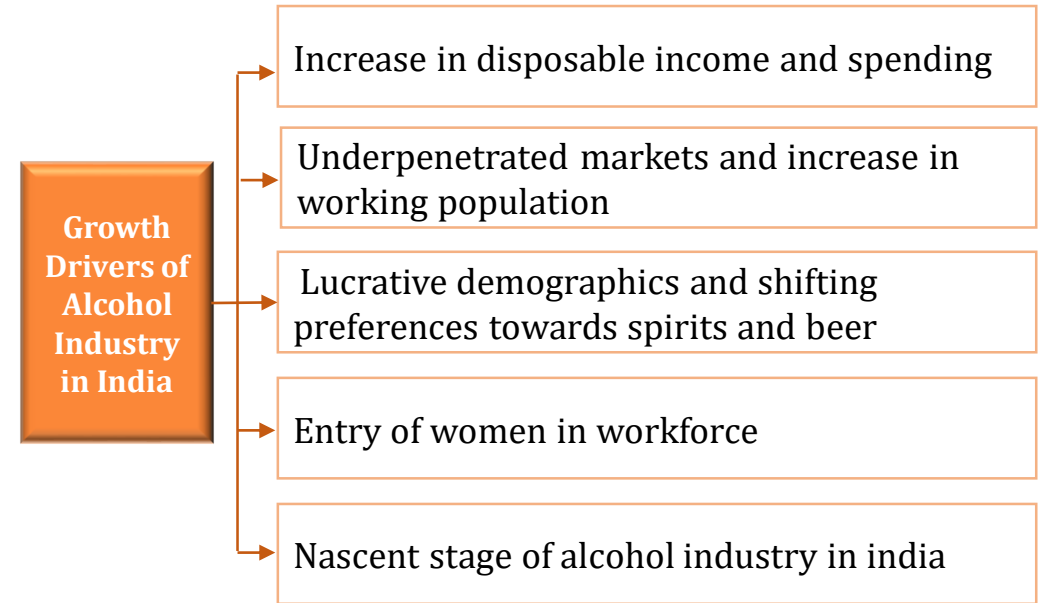 Growth
Drivers of
Alcohol
Industry
in India
Increase in disposable income and spending
Underpenetrated markets and increase in
working population
Lucrative demographics and shifting
preferences towards spirits and beer
Entry of women in workforce
Nascent stage of alcohol industry in india